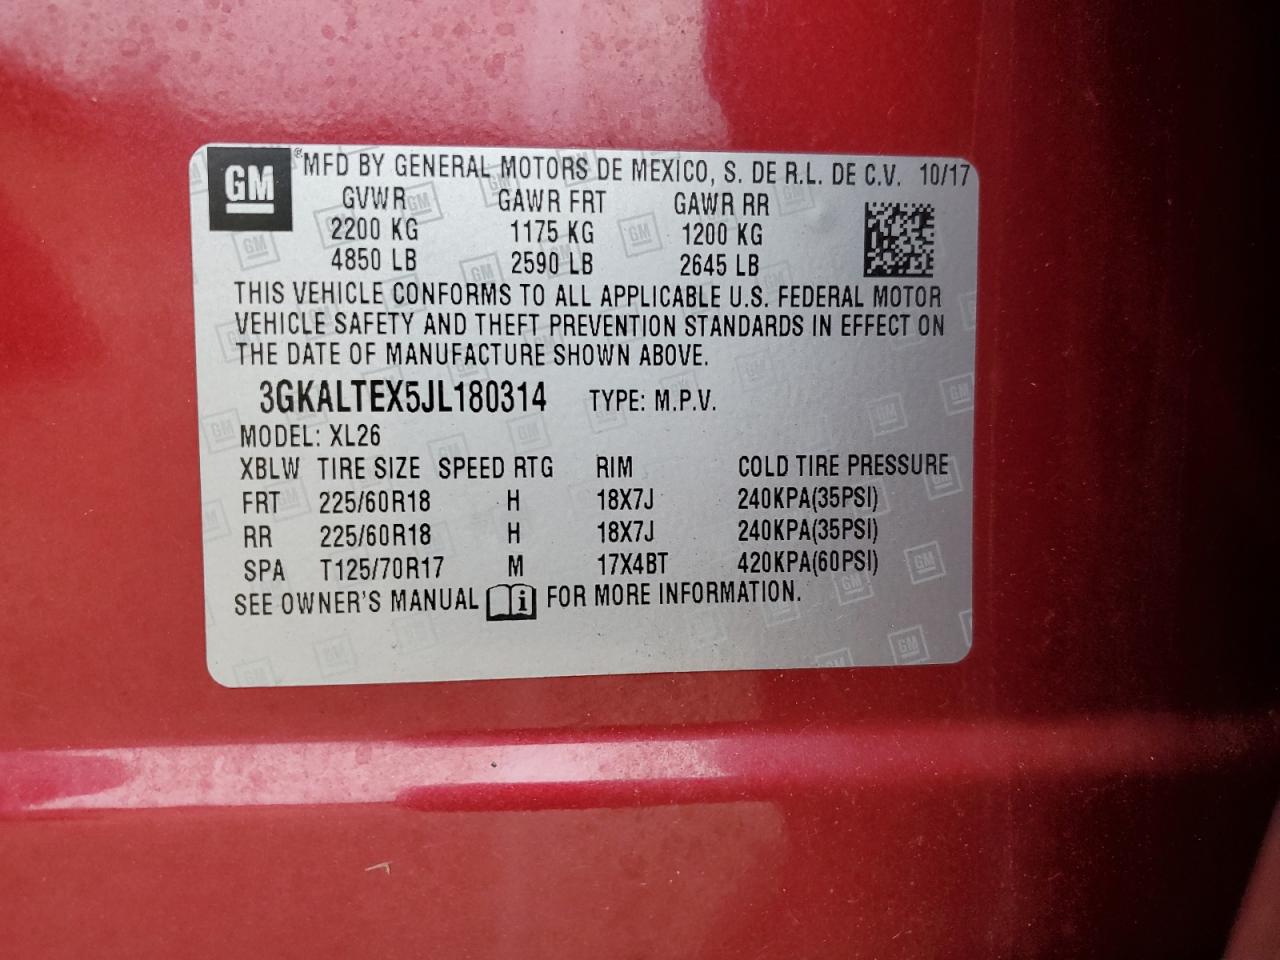 GM ® MFD BY GENERAL MOTORS DE MEXICO, S. DE R.L. DE C.V. 10/17
GVWR GAWR FRT GAWR RR
2200 KG 1175 KG 1200 KG
4850 LB 2590 LB 2645 LB
THIS VEHICLE CONFORMS TO ALL APPLICABLE U.S. FEDERAL MOTOR
VEHICLE SAFETY AND THEFT PREVENTION STANDARDS IN EFFECT ON
THE DATE OF MANUFACTURE SHOWN ABOVE.
3GKALTEX5JL180314 TYPE: M.P.V.
MODEL: XL26
XBLW TIRE SIZE SPEED RTG RIM COLD TIRE PRESSURE
FRT 225/60R18 H 18X7J 240KPA(35PSI)
RR 225/60R18 H 18X7J 240KPA(35PSI)
SPA T125/70R17 M 17X4BT 420KPA(60PSI)
SEE OWNER'S MANUAL i FOR MORE INFORMATION.